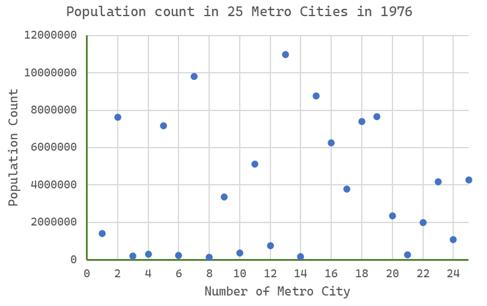 Population count in 25 Metro Cities in 1976
12000000
10000000
8000000
6000000
4000000
2000000
0
Population Count
0 2 4 6 8 10 12 14 16 18 20 22 24
Number of Metro City